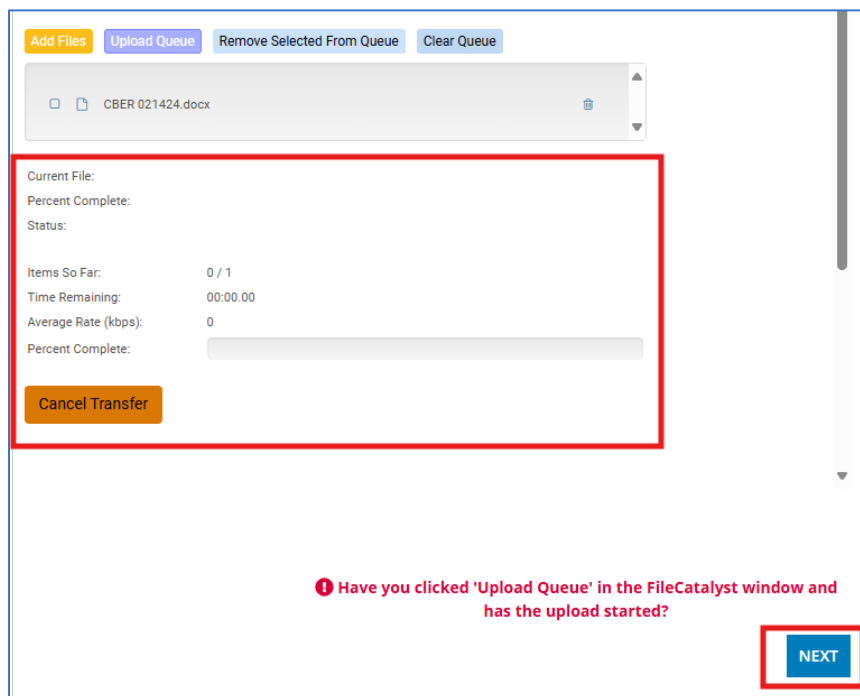 Add Files Upload Queue Remove Selected From Queue Clear Queue
CBER 021424.docx
Current File:
Percent Complete:
Status:
Items So Far: 0 / 1
Time Remaining: 00:00.00
Average Rate (kbps): 0
Percent Complete:
Cancel Transfer
Have you clicked 'Upload Queue' in the FileCatalyst window and
has the upload started?
NEXT